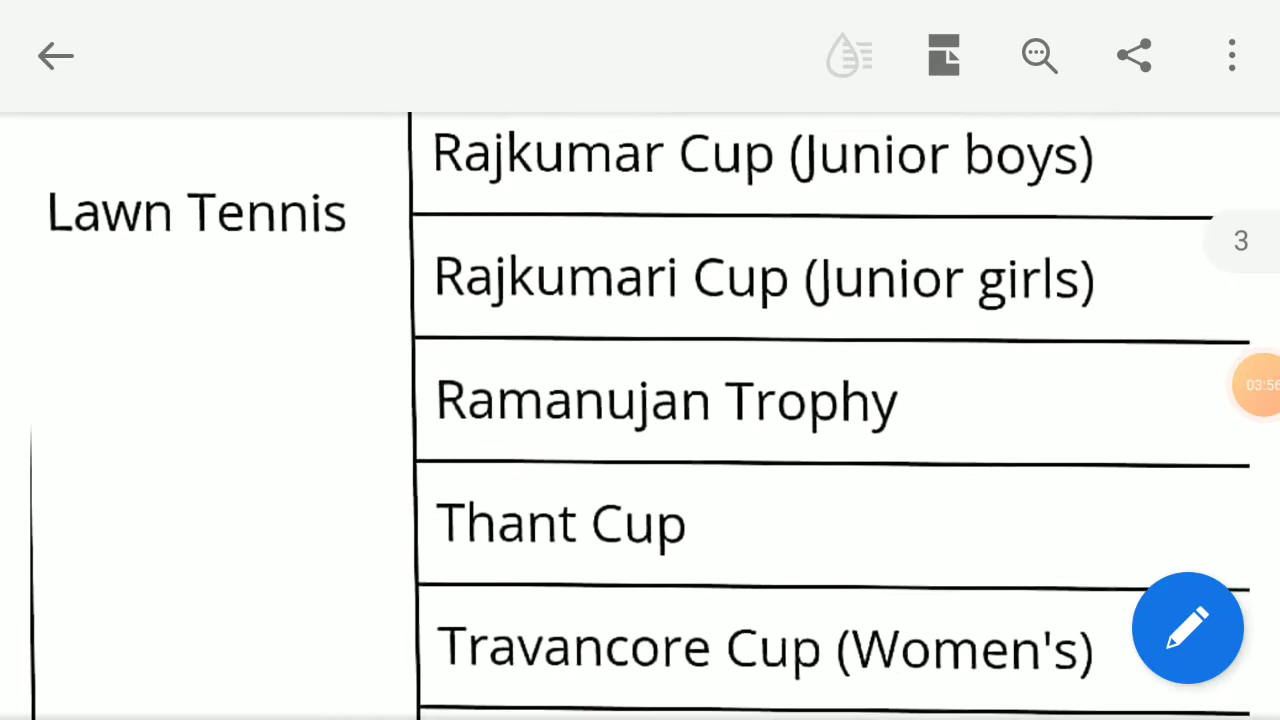 Rajkumar Cup (Junior boys)
Lawn Tennis
3
Rajkumari Cup (Junior girls)
03:56
Ramanujan Trophy
Thant Cup
Travancore Cup (Women's)